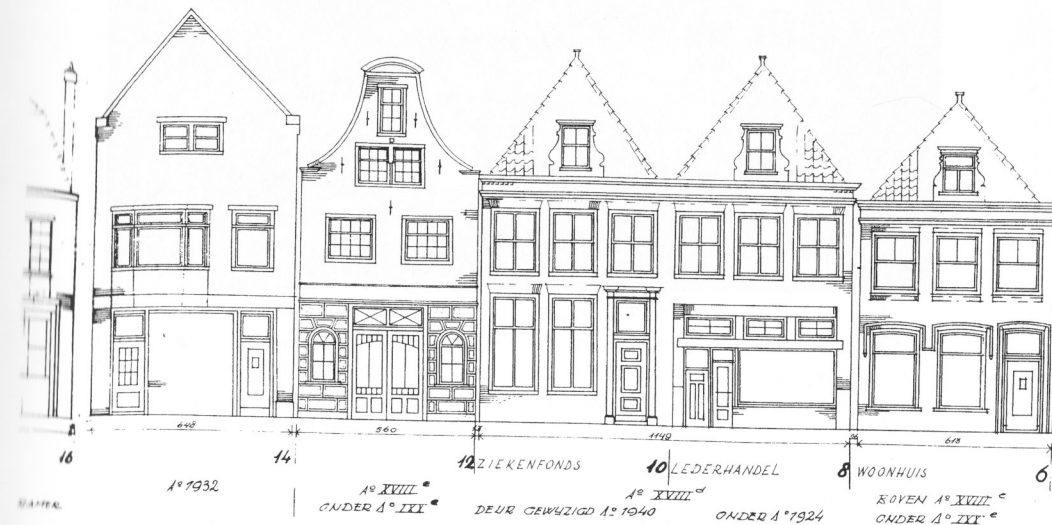 648 560 1149 618
16 14 12 ZIEKENFONDS 10 LEDERHANDEL 8 WOONHUIS 6
Aº 1932 Aº XVIII e Aº XVIII d BOVEN Aº XVIII c
ONDER Aº XIX e DEUR GEWYZIGD Aº 1940 ONDER Aº 1924 ONDER Aº XIX e